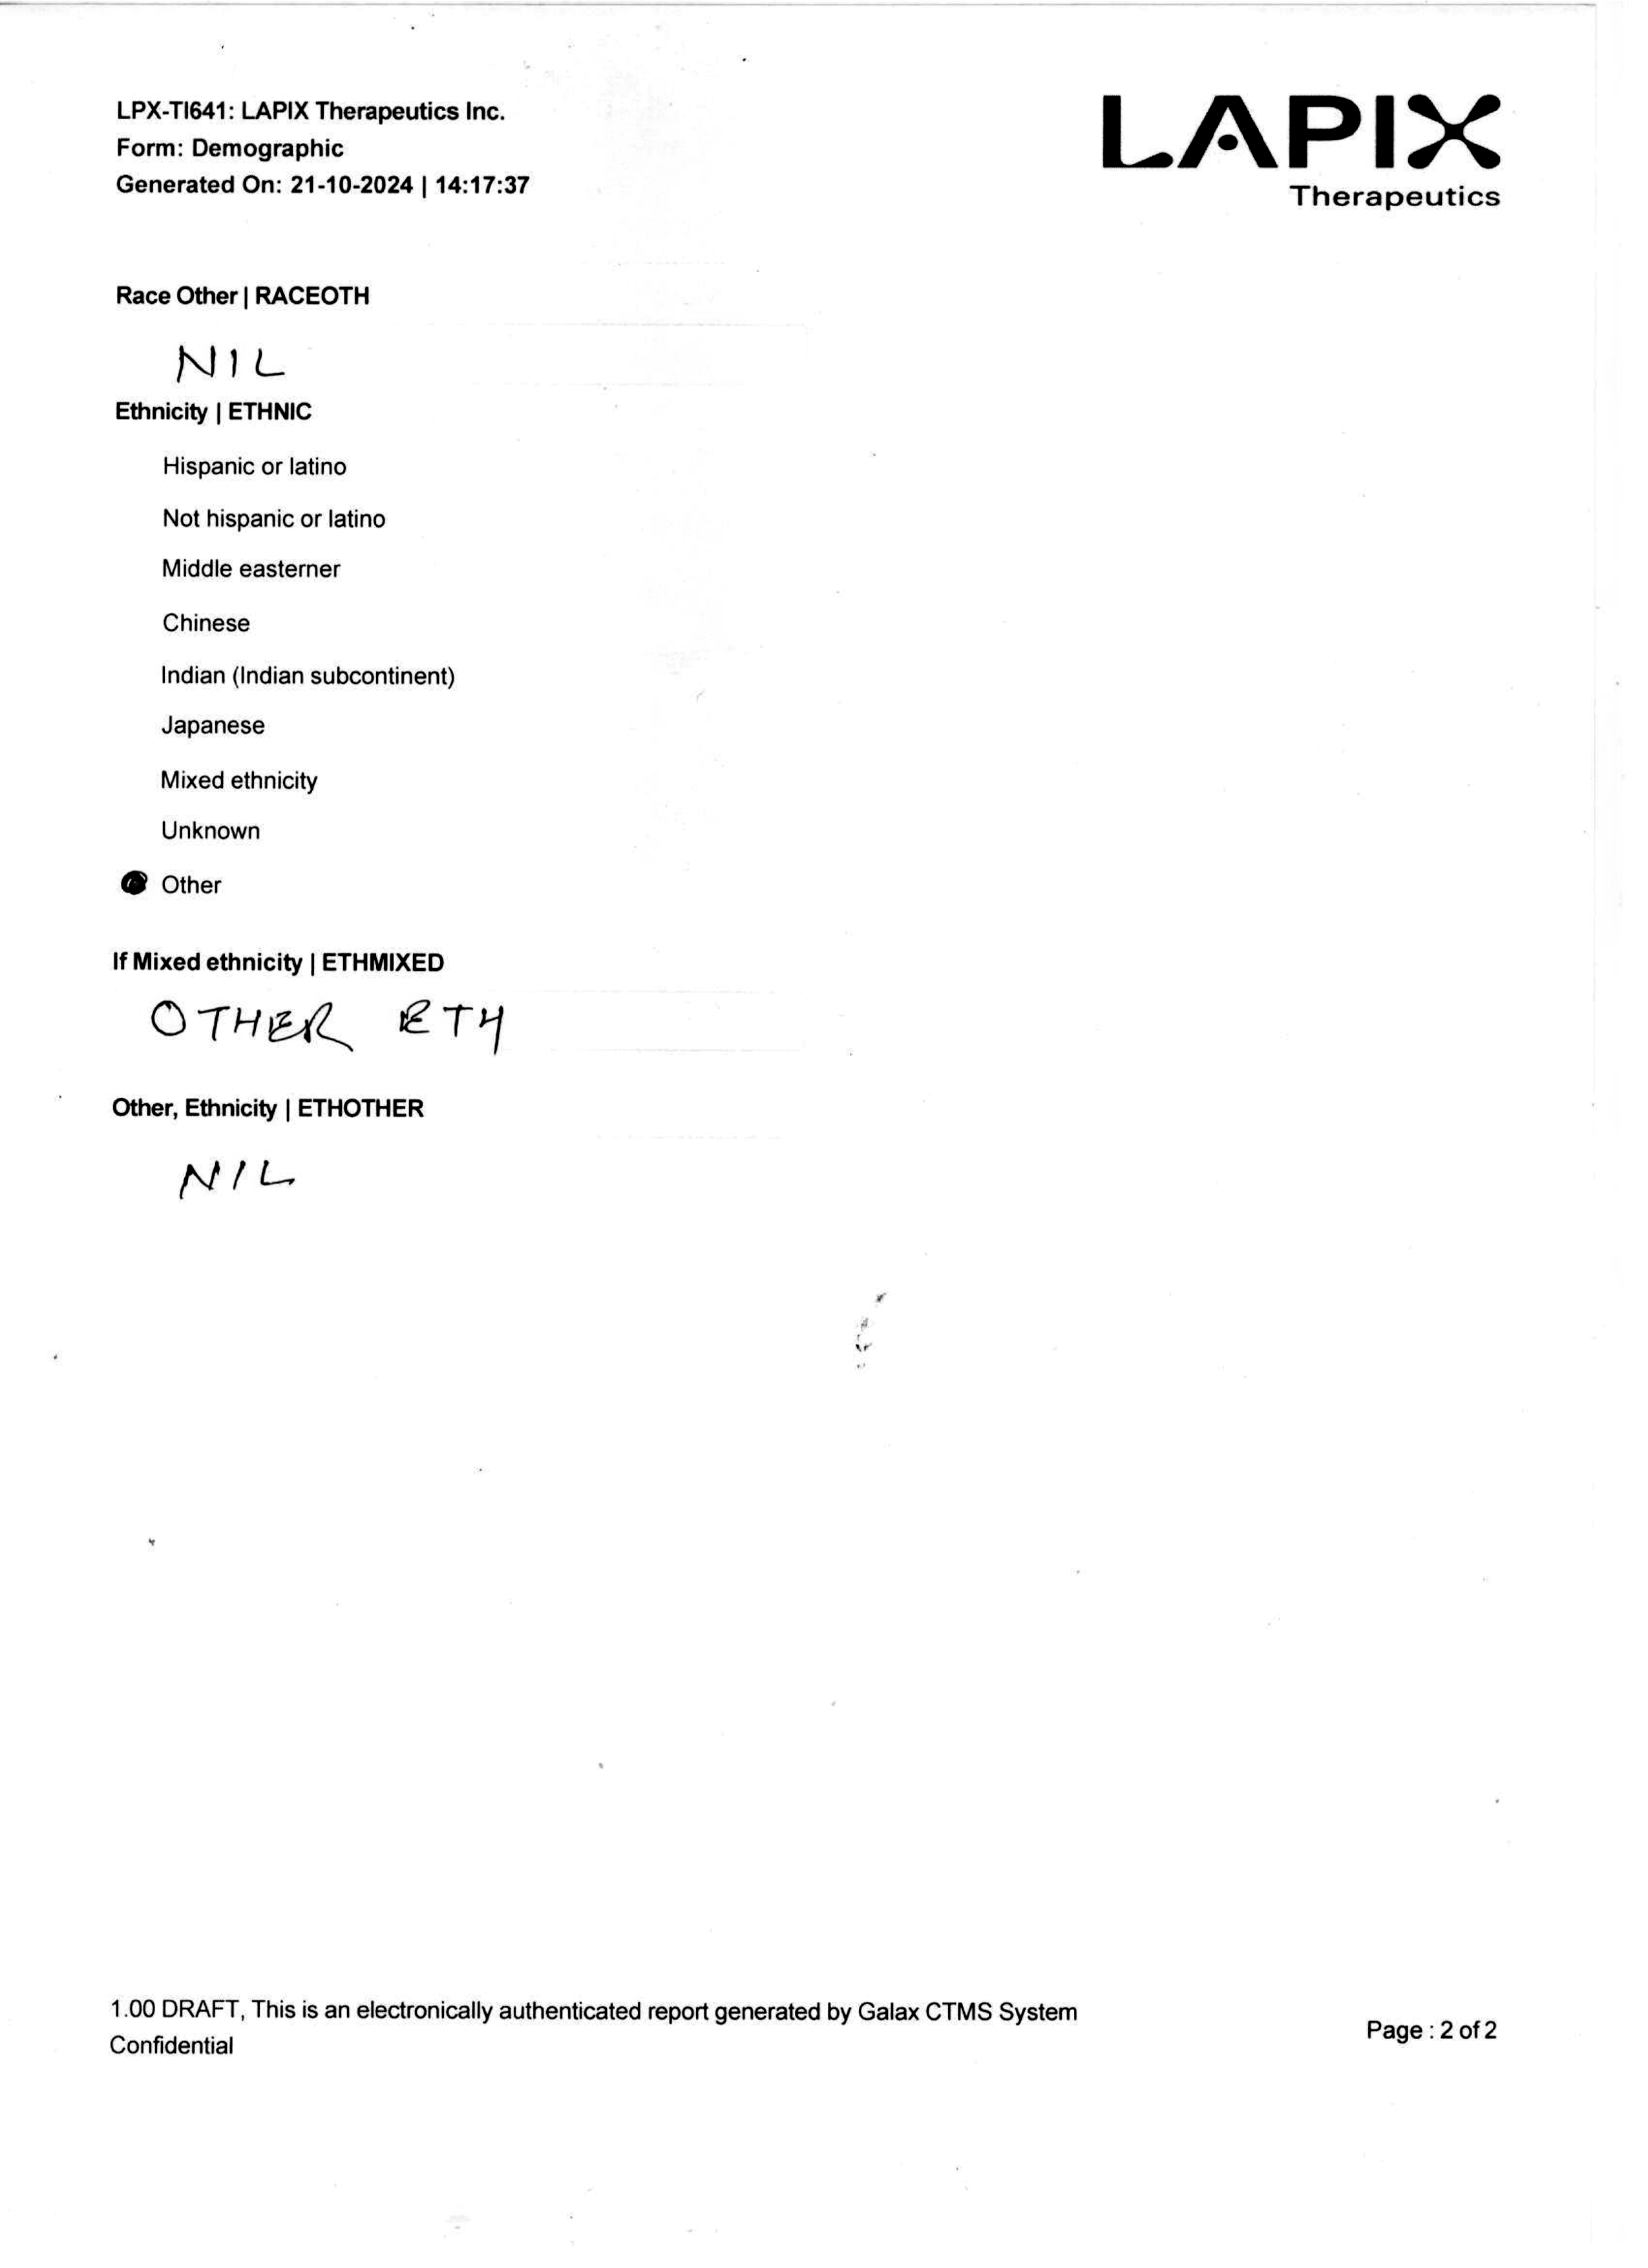 LPX-TI641: LAPIX Therapeutics Inc.
Form: Demographic
Generated On: 21-10-2024 | 14:17:37
LAPIX
Therapeutics
Race Other | RACEOTH
NIL
Ethnicity | ETHNIC
Hispanic or latino
Not hispanic or latino
Middle easterner
Chinese
Indian (Indian subcontinent)
Japanese
Mixed ethnicity
Unknown
Other
If Mixed ethnicity | ETHMIXED
OTHER ETY
Other, Ethnicity | ETHOTHER
NIL
1.00 DRAFT, This is an electronically authenticated report generated by Galax CTMS System
Confidential
Page : 2 of 2